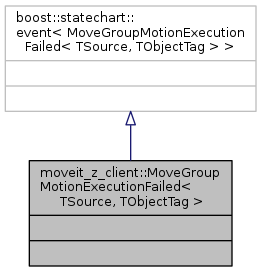 boost::statechart::
event< MoveGroupMotionExecution
Failed< TSource, TObjectTag > >
moveit_z_client::MoveGroup
MotionExecutionFailed<
TSource, TObjectTag >